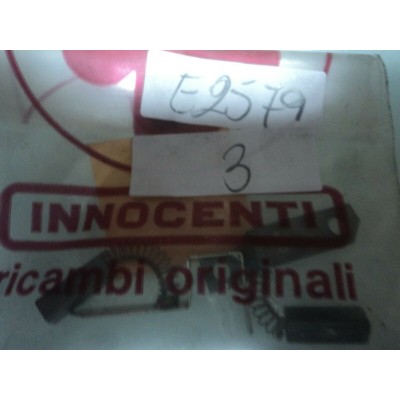 E2579
3
INNOCENTI
ricambi originali